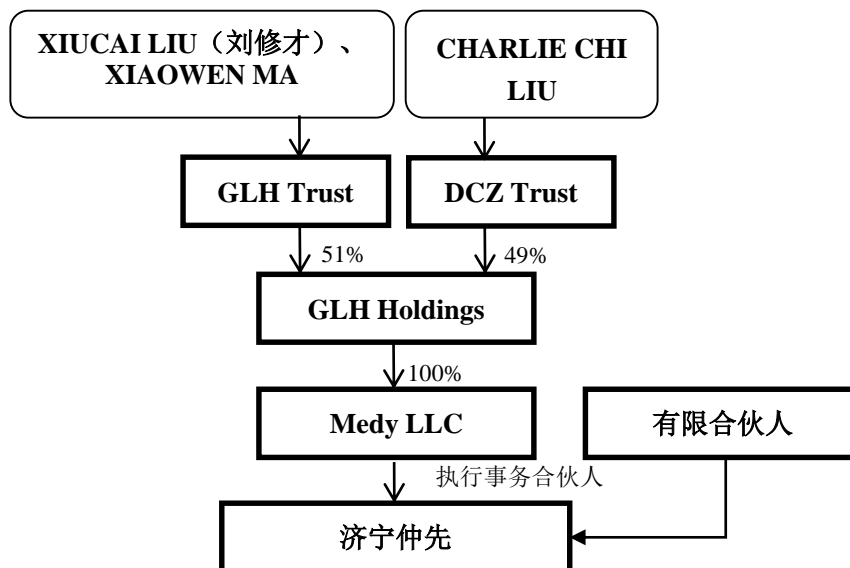 XIUCAI LIU（刘修才）、
XIAOWEN MA
CHARLIE CHI
LIU
GLH Trust
DCZ Trust
51%
49%
GLH Holdings
100%
Medy LLC
有限合伙人
执行事务合伙人
济宁仲先